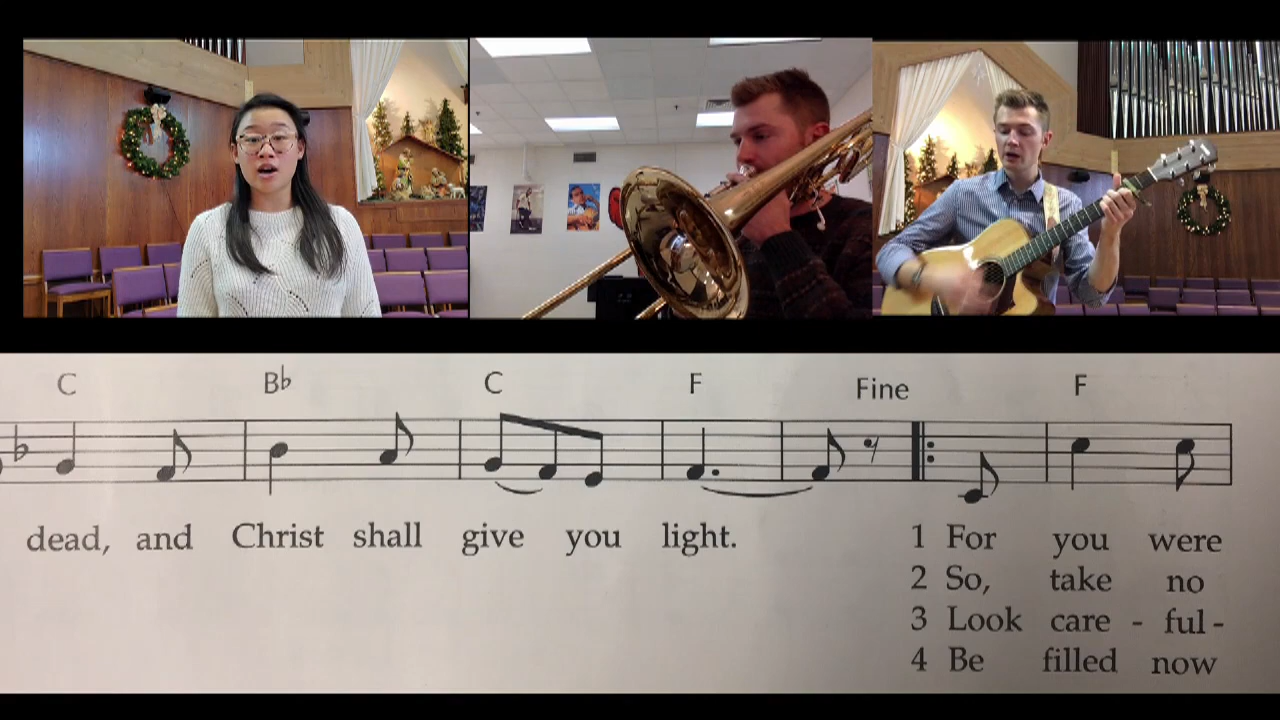 C B♭ C F Fine F
dead, and Christ shall give you light. 1 For you were
2 So, take no
3 Look care - ful -
4 Be filled now